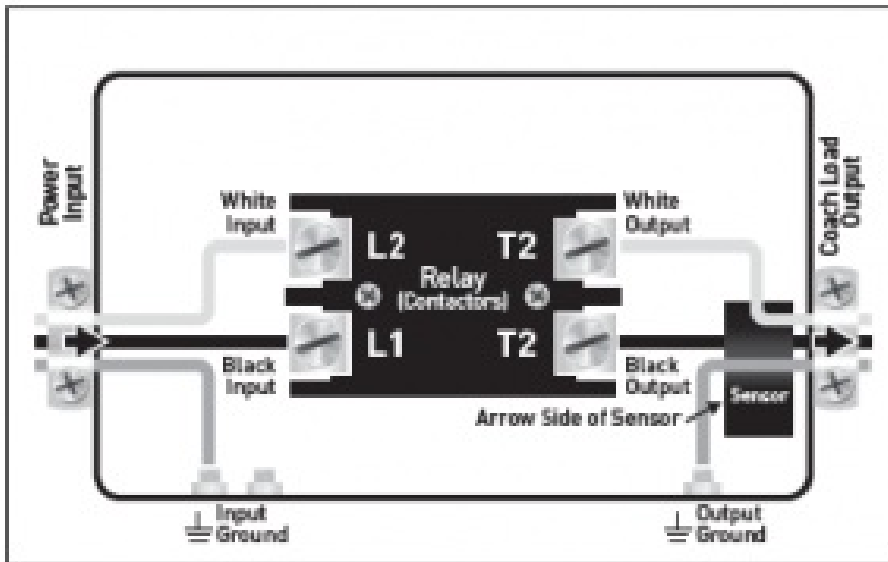 Power
Input
White
Input
L2
T2
White
Output
Coach Load
Output
Relay
(Contactors)
L1
T2
Black
Input
Black
Output
Sensor
Arrow Side of Sensor
Input
Ground
Output
Ground